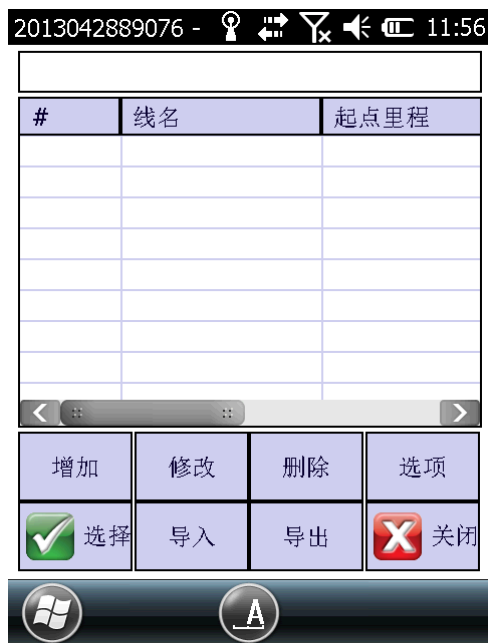 2013042889076 - 11:56
# 线名 起点里程
增加 修改 删除 选项
选择 导入 导出 关闭
A